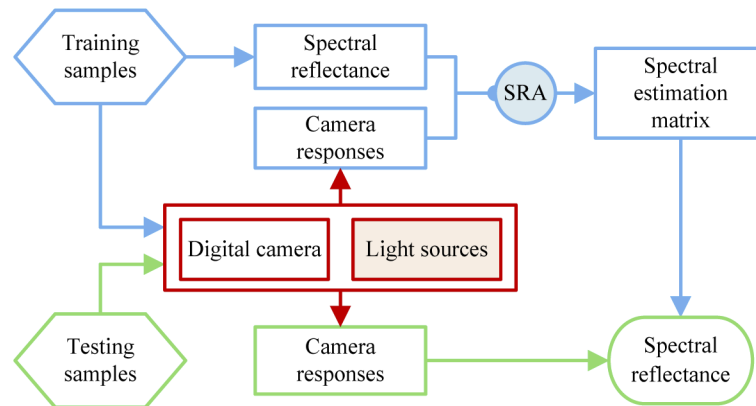 Training
samples
Spectral
reflectance
SRA
Spectral
estimation
matrix
Camera
responses
Digital camera
Light sources
Testing
samples
Camera
responses
Spectral
reflectance